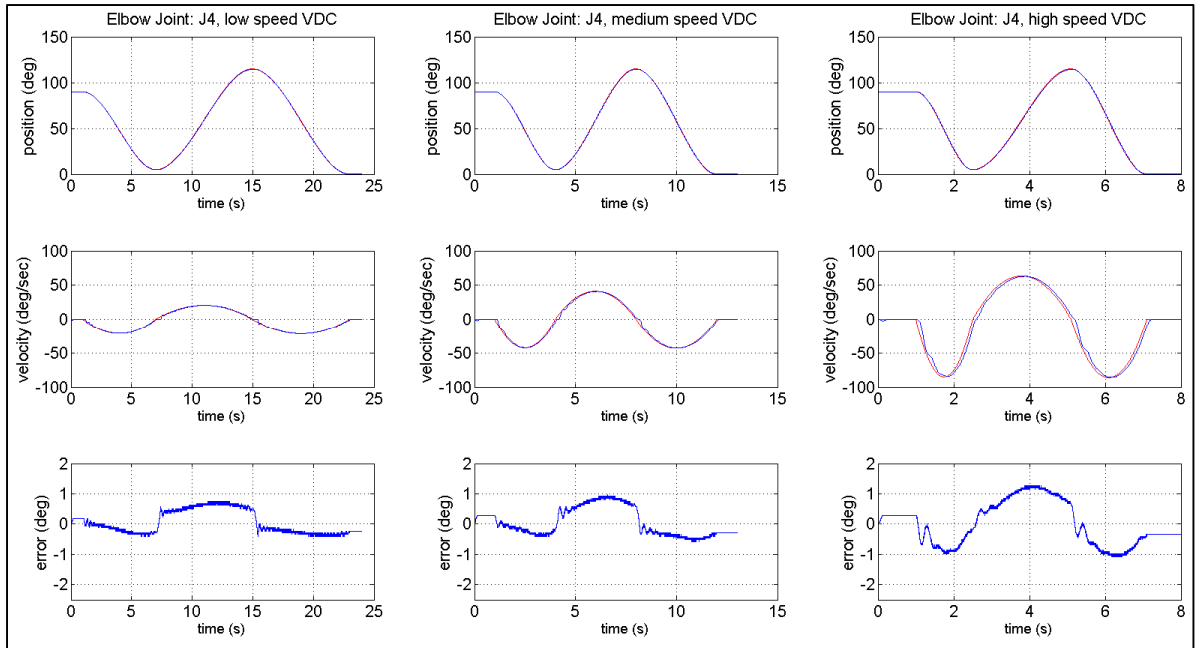 Elbow Joint: J4, low speed VDC
Elbow Joint: J4, medium speed VDC
Elbow Joint: J4, high speed VDC
150
100
50
0
position (deg)
0 5 10 15 20 25
time (s)
150
100
50
0
position (deg)
0 5 10 15
time (s)
150
100
50
0
position (deg)
0 2 4 6 8
time (s)
100
50
0
-50
-100
velocity (deg/sec)
0 5 10 15 20 25
time (s)
100
50
0
-50
-100
velocity (deg/sec)
0 5 10 15
time (s)
100
50
0
-50
-100
velocity (deg/sec)
0 2 4 6 8
time (s)
2
1
0
-1
-2
error (deg)
0 5 10 15 20 25
time (s)
2
1
0
-1
-2
error (deg)
0 5 10 15
time (s)
2
1
0
-1
-2
error (deg)
0 2 4 6 8
time (s)